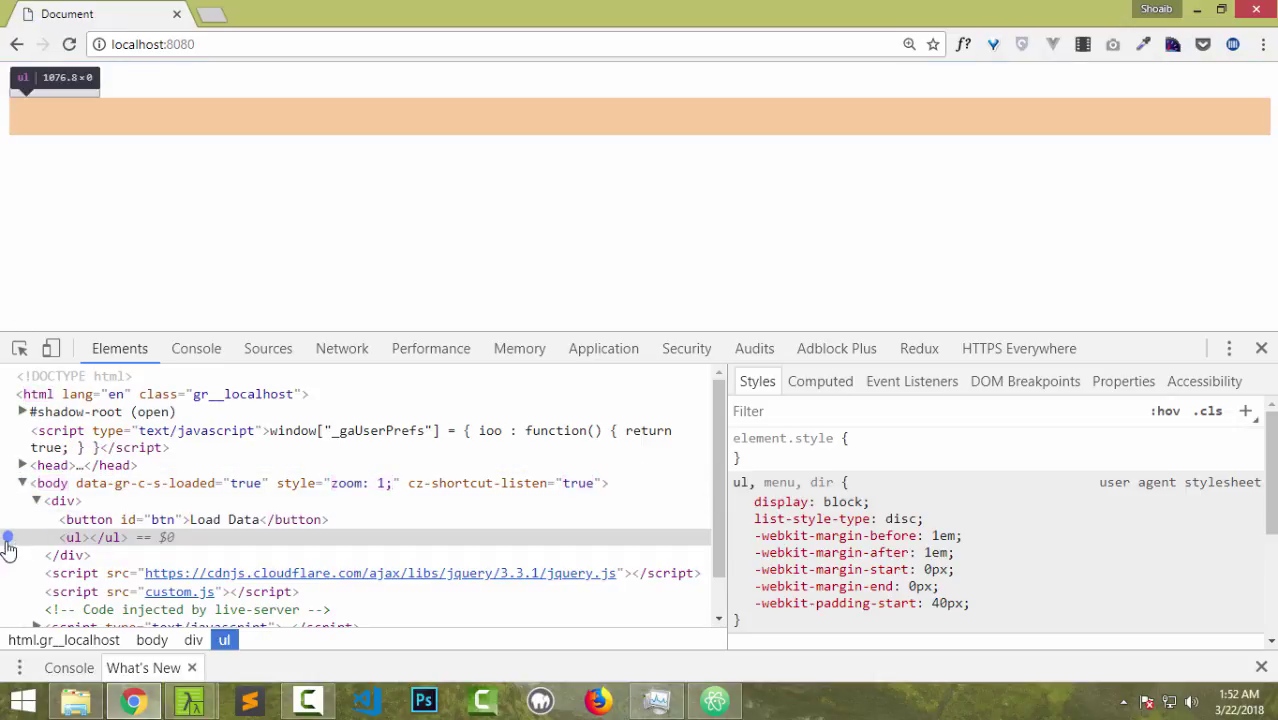 Document
Shoaib
localhost:8080
f?
ul 1076.8×0
Elements Console Sources Network Performance Memory Application Security Audits Adblock Plus Redux HTTPS Everywhere
<!DOCTYPE html>
<html lang="en" class="gr__localhost">
#shadow-root (open)
<script type="text/javascript">window["_gaUserPrefs"] = { ioo : function() { return
true; } }</script>
<head>…</head>
<body data-gr-c-s-loaded="true" style="zoom: 1;" cz-shortcut-listen="true">
<div>
<button id="btn">Load Data</button>
<ul></ul> == $0
</div>
<script src="https://cdnjs.cloudflare.com/ajax/libs/jquery/3.3.1/jquery.js"></script>
<script src="custom.js"></script>
<!-- Code injected by live-server -->
<script type="text/javascript">…</script>
html.gr__localhost body div ul
Styles Computed Event Listeners DOM Breakpoints Properties Accessibility
Filter :hov .cls +
element.style {
}
ul, menu, dir { user agent stylesheet
display: block;
list-style-type: disc;
-webkit-margin-before: 1em;
-webkit-margin-after: 1em;
-webkit-margin-start: 0px;
-webkit-margin-end: 0px;
-webkit-padding-start: 40px;
}
Console What's New
Ps
1:52 AM
3/22/2018